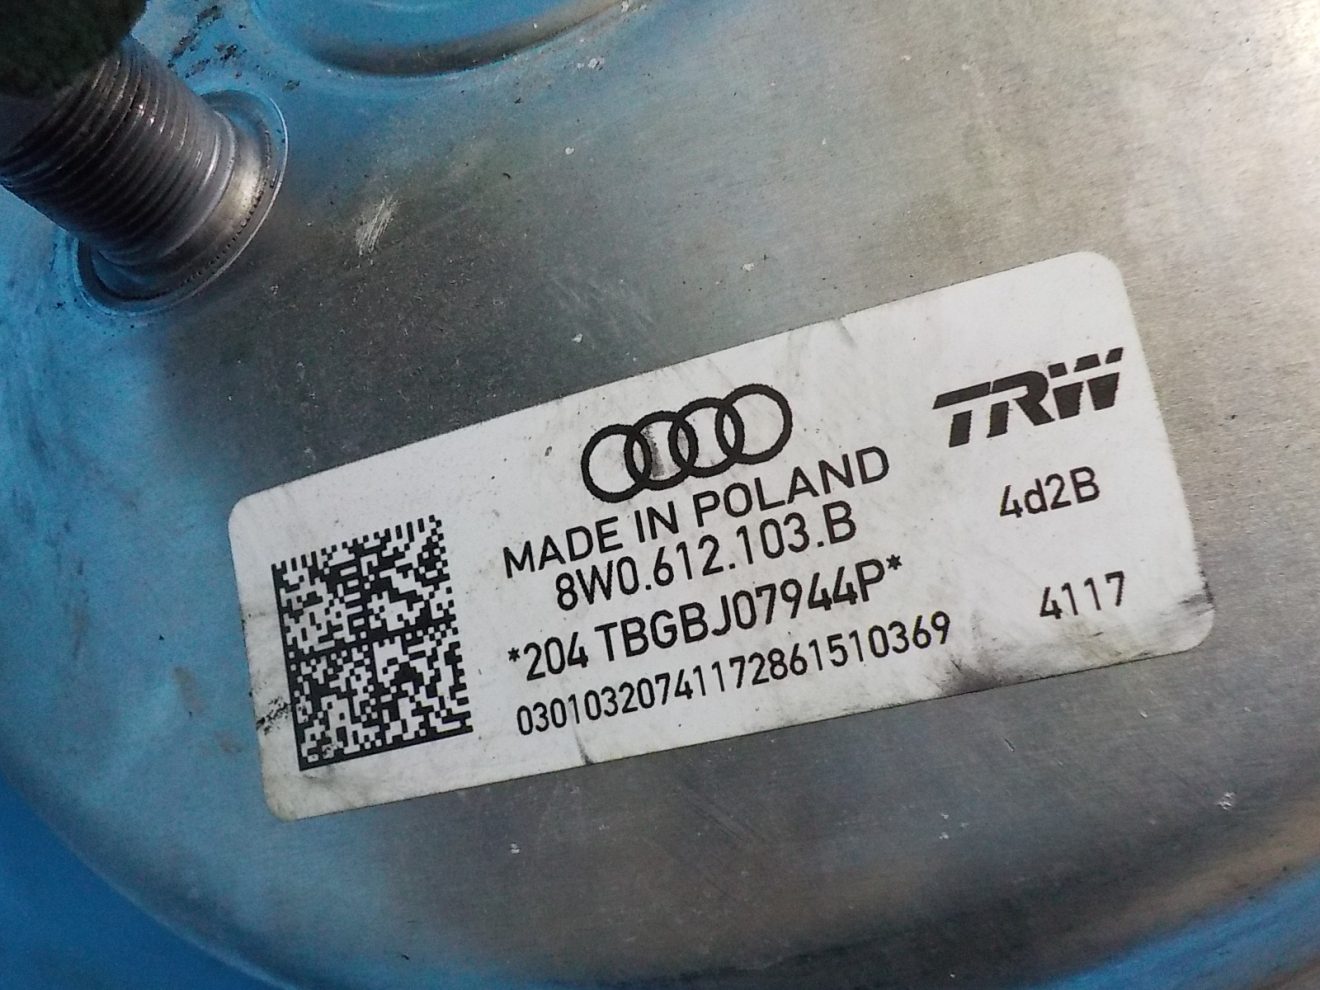 TRW
MADE IN POLAND
8W0.612.103.B
4d2B
*204 TBGBJ07944P*
4117
03010320741172861510369